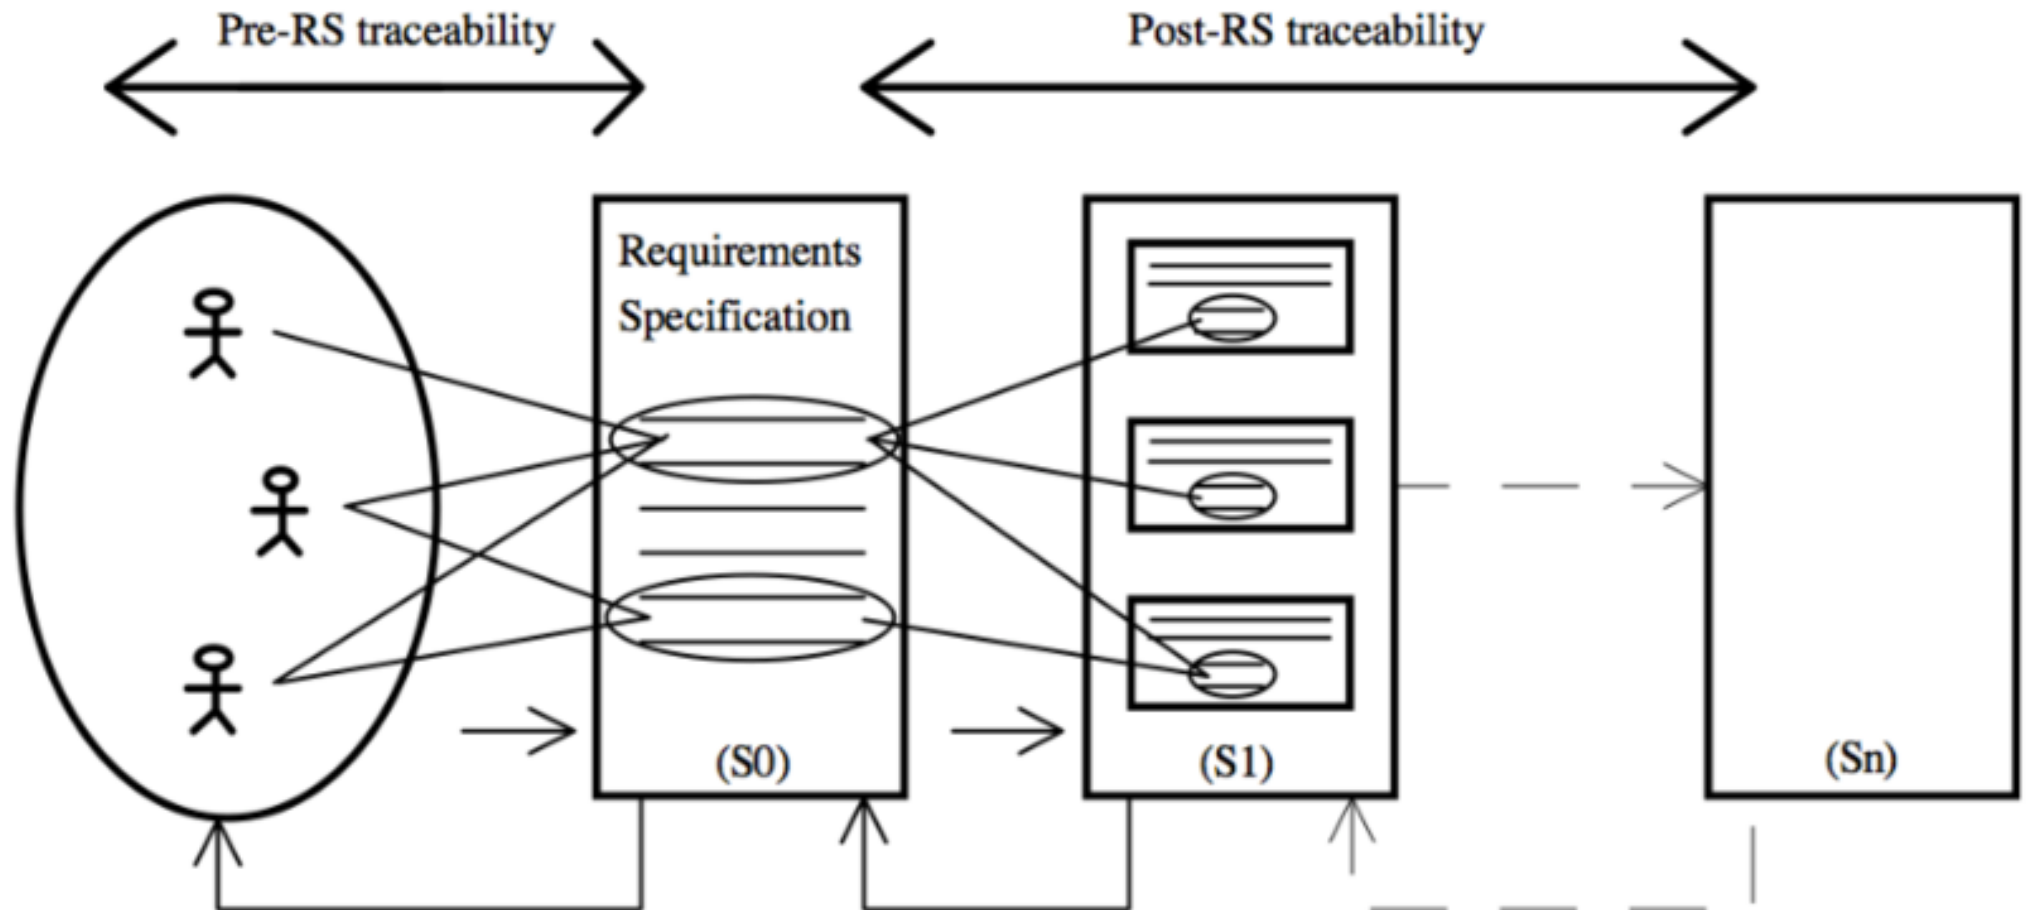 Pre-RS traceability
Post-RS traceability
Requirements
Specification
(S0)
(S1)
(Sn)